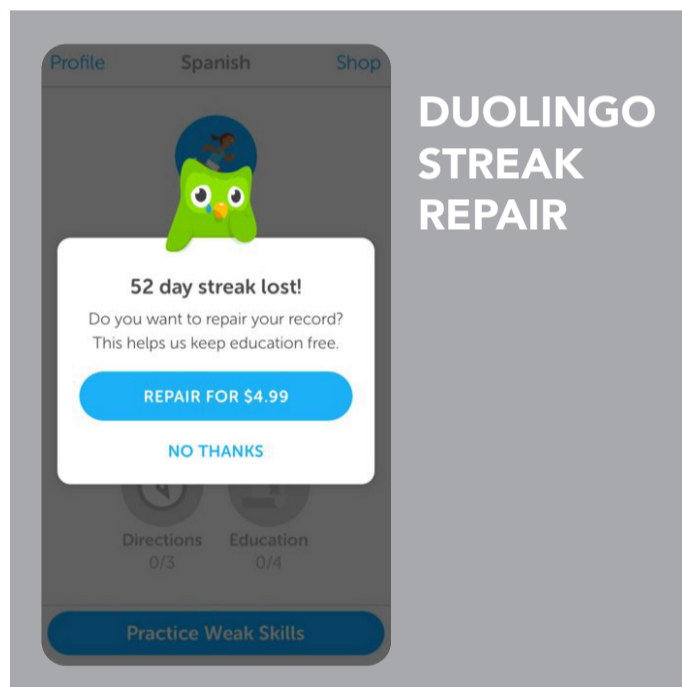 Profile Spanish Shop
DUOLINGO
STREAK
REPAIR
52 day streak lost!
Do you want to repair your record?
This helps us keep education free.
REPAIR FOR $4.99
NO THANKS
Directions Education
0/3 0/4
Practice Weak Skills